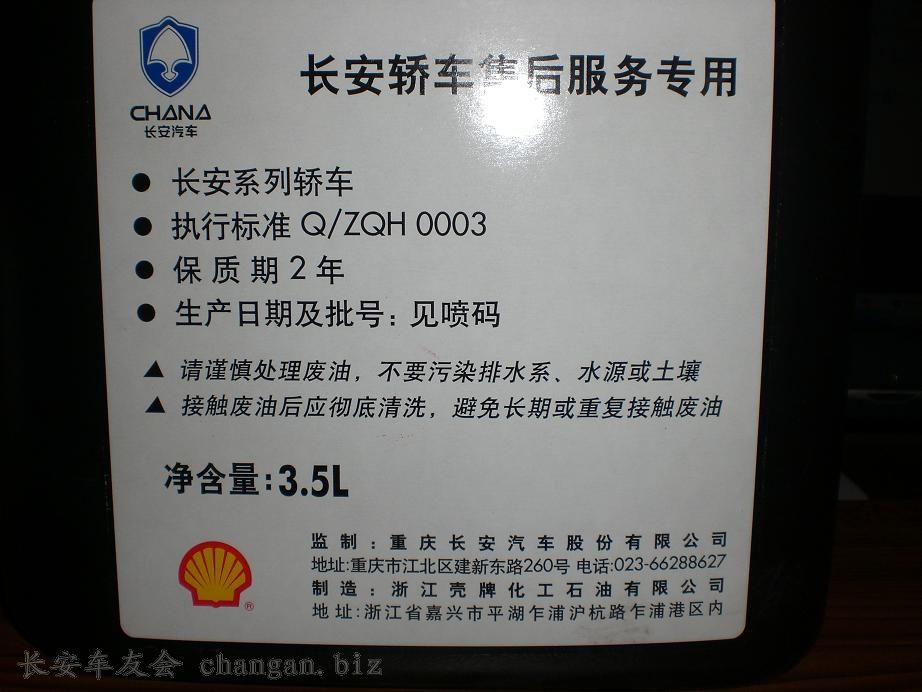 长安轿车售后服务专用
CHANA
长安汽车
● 长安系列轿车
● 执行标准 Q/ZQH 0003
● 保质期 2 年
● 生产日期及批号：见喷码
▲ 请谨慎处理废油，不要污染排水系、水源或土壤
▲ 接触废油后应彻底清洗，避免长期或重复接触废油
净含量:3.5L
监制：重庆长安汽车股份有限公司
地址:重庆市江北区建新东路260号 电话:023-66288627
制造：浙江壳牌化工石油有限公司
地址:浙江省嘉兴市平湖乍浦沪杭路乍浦港区内
®
长安车友会 changan.biz